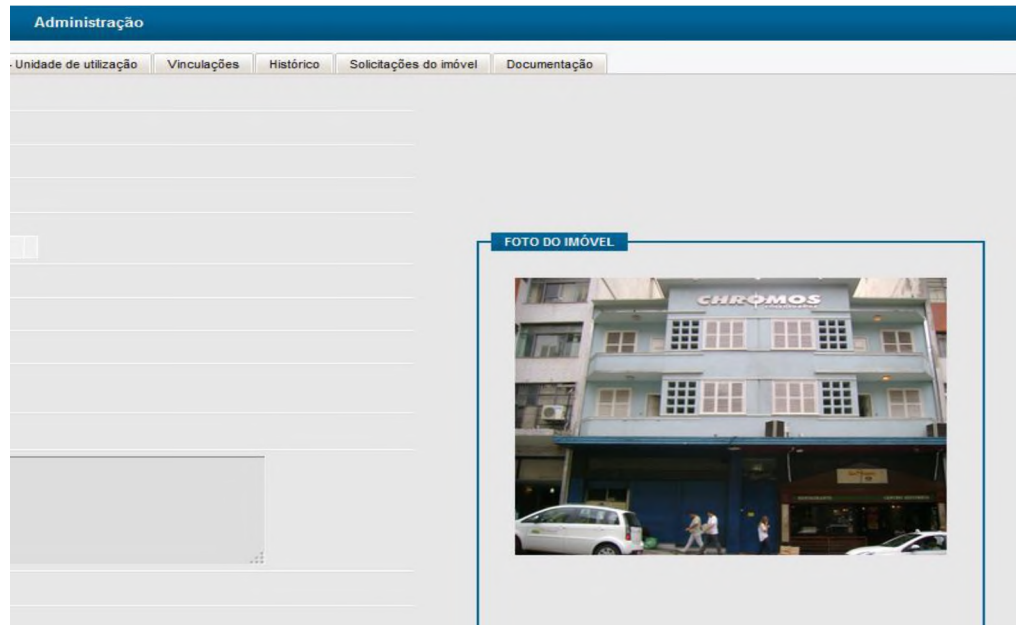 Administração
- Unidade de utilização
Vinculações
Histórico
Solicitações do imóvel
Documentação
FOTO DO IMÓVEL
CHROMOS